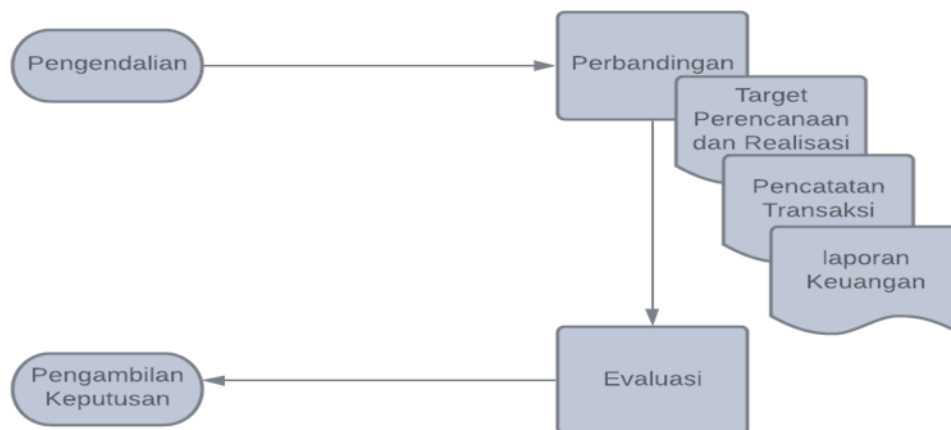 Pengendalian
Perbandingan
Target
Perencanaan
dan Realisasi
Pencatatan
Transaksi
laporan
Keuangan
Evaluasi
Pengambilan
Keputusan